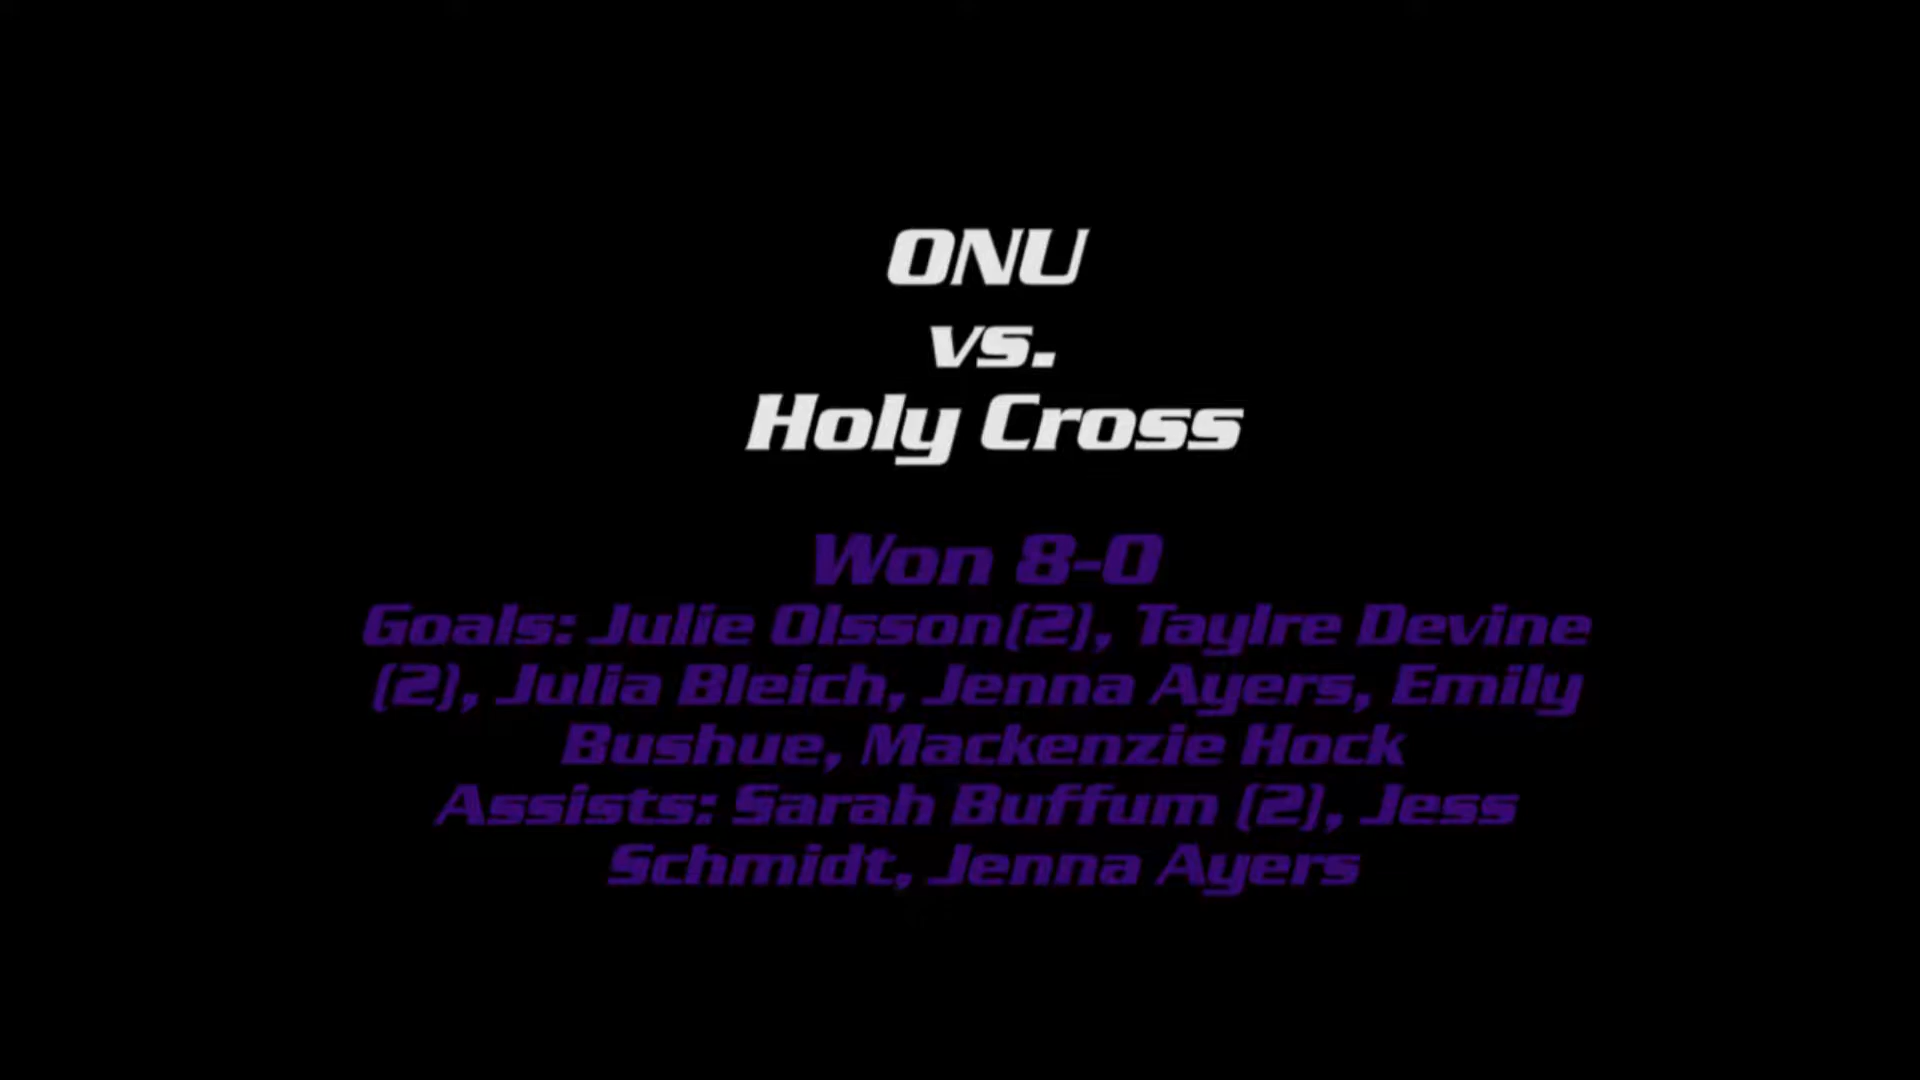 ONU
vs.
Holy Cross
Won 8-0
Goals: Julie Olsson(2), Taylre Devine
(2), Julia Bleich, Jenna Ayers, Emily
Bushue, Mackenzie Hock
Assists: Sarah Buffum (2), Jess
Schmidt, Jenna Ayers